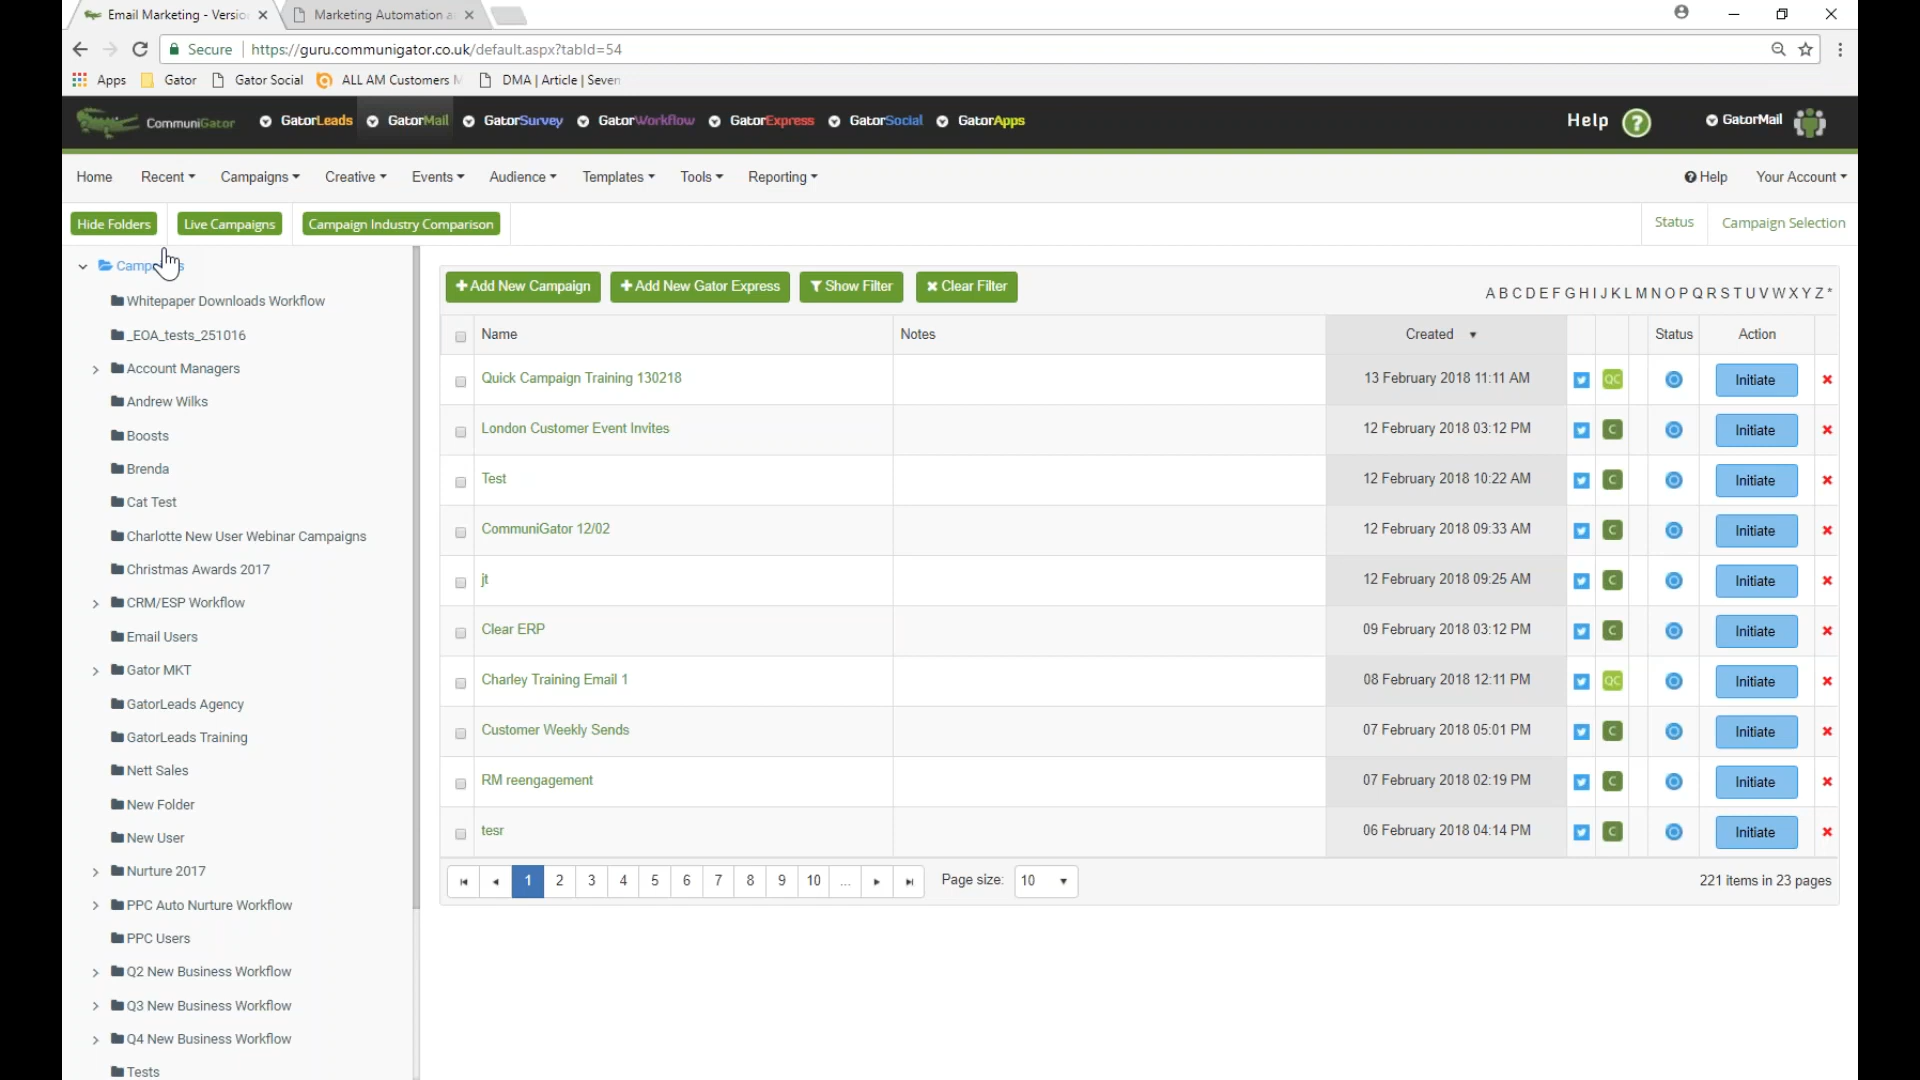 Email Marketing - Versio
Marketing Automation a
Secure https://guru.communigator.co.uk/default.aspx?tabId=54
Apps Gator Gator Social ALL AM Customers M DMA | Article | Seven
CommuniGator GatorLeads GatorMail GatorSurvey GatorWorkflow GatorExpress GatorSocial GatorApps Help ? GatorMail
Home Recent Campaigns Creative Events Audience Templates Tools Reporting Help Your Account
Hide Folders Live Campaigns Campaign Industry Comparison Status Campaign Selection
Whitepaper Downloads Workflow
_EOA_tests_251016
Account Managers
Andrew Wilks
Boosts
Brenda
Cat Test
Charlotte New User Webinar Campaigns
Christmas Awards 2017
CRM/ESP Workflow
Email Users
Gator MKT
GatorLeads Agency
GatorLeads Training
Nett Sales
New Folder
New User
Nurture 2017
PPC Auto Nurture Workflow
PPC Users
Q2 New Business Workflow
Q3 New Business Workflow
Q4 New Business Workflow
Tests
Add New Campaign Add New Gator Express Show Filter Clear Filter
A B C D E F G H I J K L M N O P Q R S T U V W X Y Z *
Name Notes Created Status Action
Quick Campaign Training 130218 13 February 2018 11:11 AM QC Initiate
London Customer Event Invites 12 February 2018 03:12 PM C Initiate
Test 12 February 2018 10:22 AM C Initiate
CommuniGator 12/02 12 February 2018 09:33 AM C Initiate
jt 12 February 2018 09:25 AM C Initiate
Clear ERP 09 February 2018 03:12 PM C Initiate
Charley Training Email 1 08 February 2018 12:11 PM QC Initiate
Customer Weekly Sends 07 February 2018 05:01 PM C Initiate
RM reengagement 07 February 2018 02:19 PM C Initiate
tesr 06 February 2018 04:14 PM C Initiate
1 2 3 4 5 6 7 8 9 10 ... Page size: 10 221 items in 23 pages